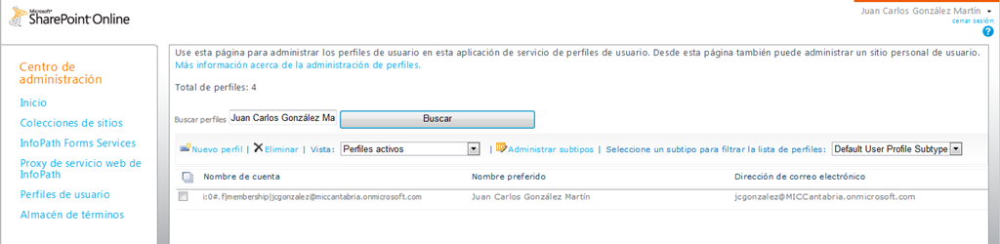 Microsoft®
SharePoint Online
Juan Carlos González Martín
cerrar sesión
Centro de
administración
Inicio
Colecciones de sitios
InfoPath Forms Services
Proxy de servicio web de
InfoPath
Perfiles de usuario
Almacén de términos
Use esta página para administrar los perfiles de usuario en esta aplicación de servicio de perfiles de usuario. Desde esta página también puede administrar un sitio personal de usuario.
Más información acerca de la administración de perfiles.
Total de perfiles: 4
Buscar perfiles Juan Carlos González Ma Buscar
Nuevo perfil | Eliminar | Vista: Perfiles activos | Administrar subtipos | Seleccione un subtipo para filtrar la lista de perfiles: Default User Profile Subtype
Nombre de cuenta Nombre preferido Dirección de correo electrónico
i:0#.f|membership|jcgonzalez@miccantabria.onmicrosoft.com Juan Carlos González Martín jcgonzalez@MICCantabria.onmicrosoft.com